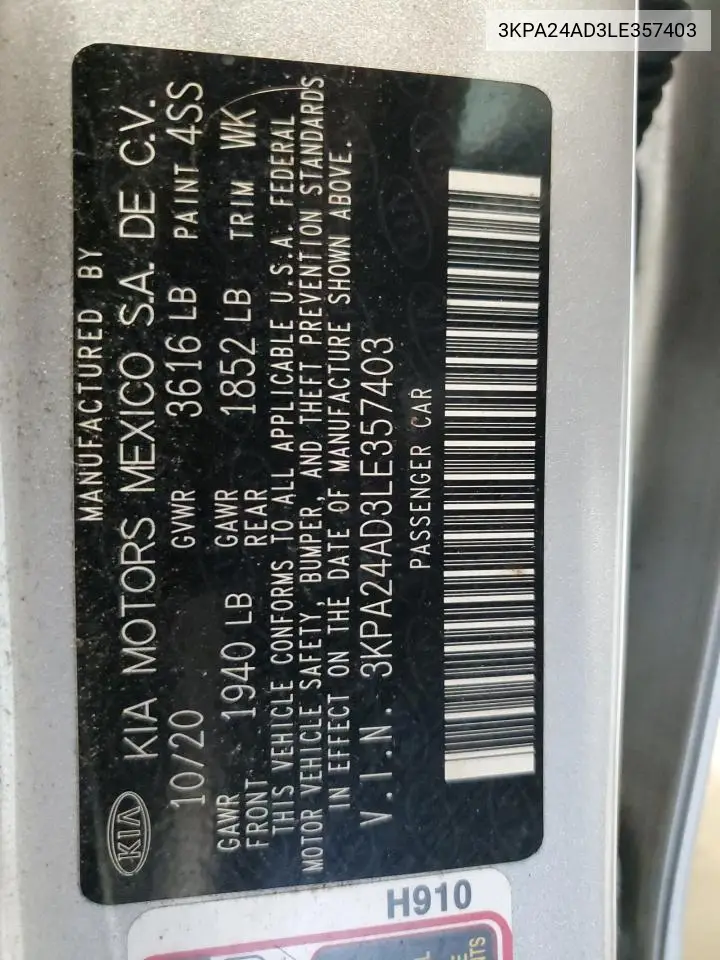 3KPA24AD3LE357403
MANUFACTURED BY
KIA KIA MOTORS MEXICO S.A. DE C.V.
10/20 GVWR 3616 LB PAINT 4SS
GAWR FRONT 1940 LB GAWR REAR 1852 LB TRIM WK
THIS VEHICLE CONFORMS TO ALL APPLICABLE U.S.A. FEDERAL
MOTOR VEHICLE SAFETY, BUMPER, AND THEFT PREVENTION STANDARDS
IN EFFECT ON THE DATE OF MANUFACTURE SHOWN ABOVE.
V.I.N. 3KPA24AD3LE357403
PASSENGER CAR
H910